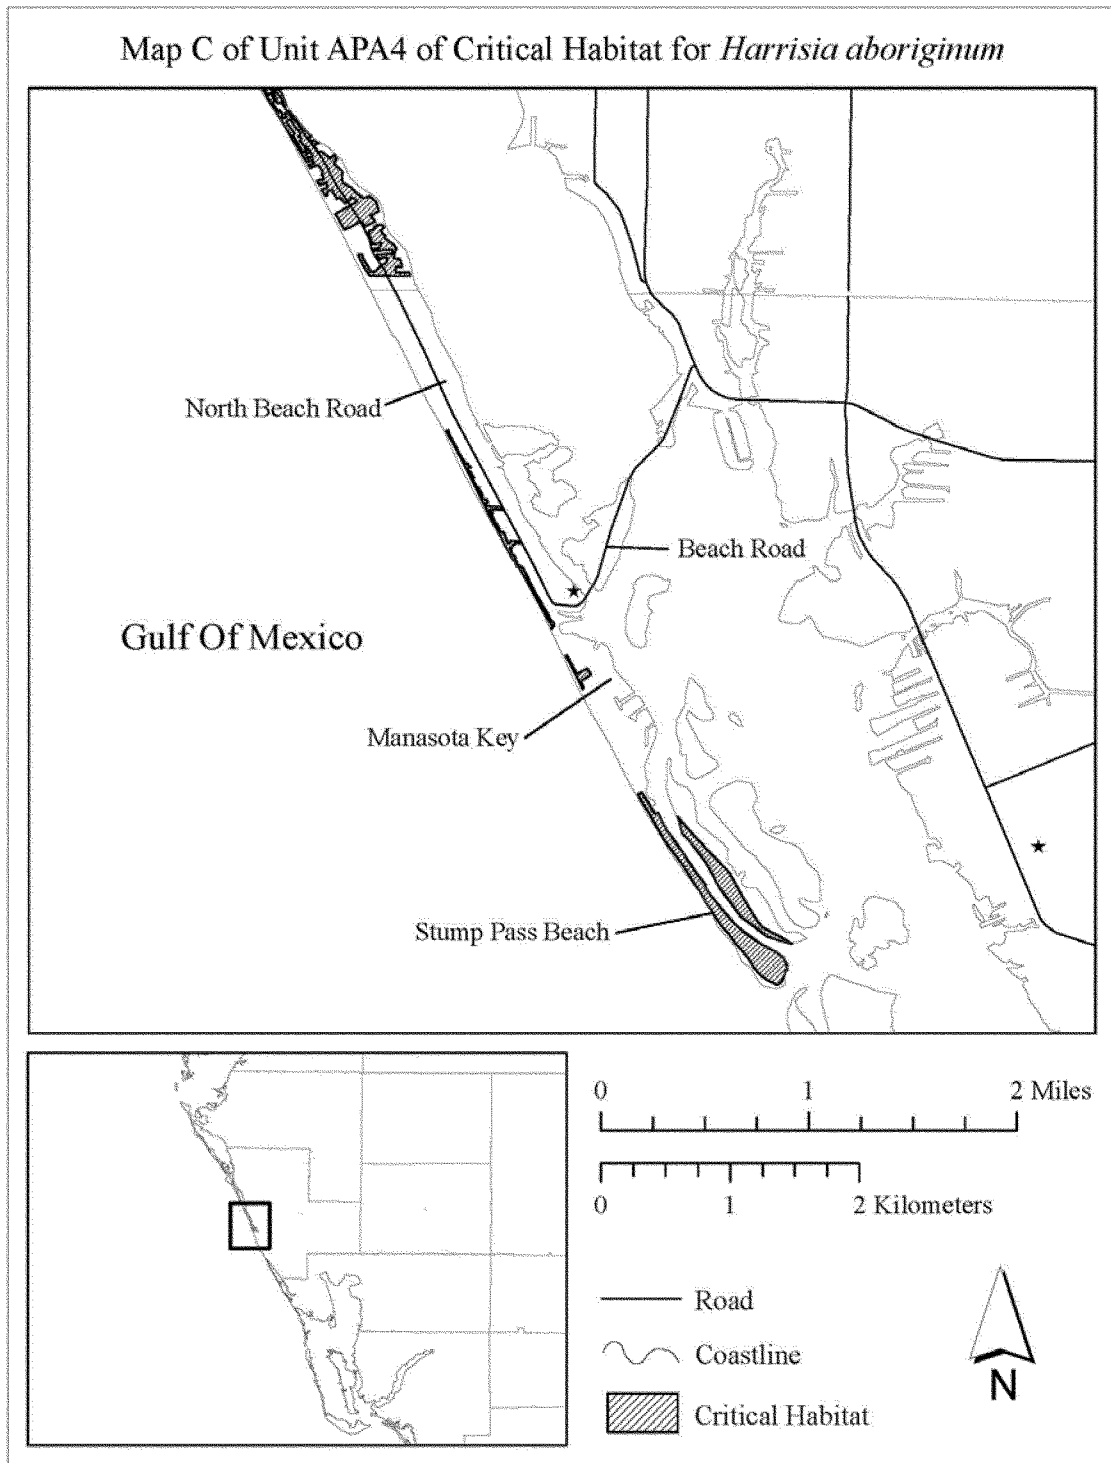 Map C of Unit APA4 of Critical Habitat for Harrisia aboriginum
North Beach Road
Beach Road
Gulf Of Mexico
Manasota Key
Stump Pass Beach
0 1 2 Miles
0 1 2 Kilometers
Road
Coastline
Critical Habitat
N